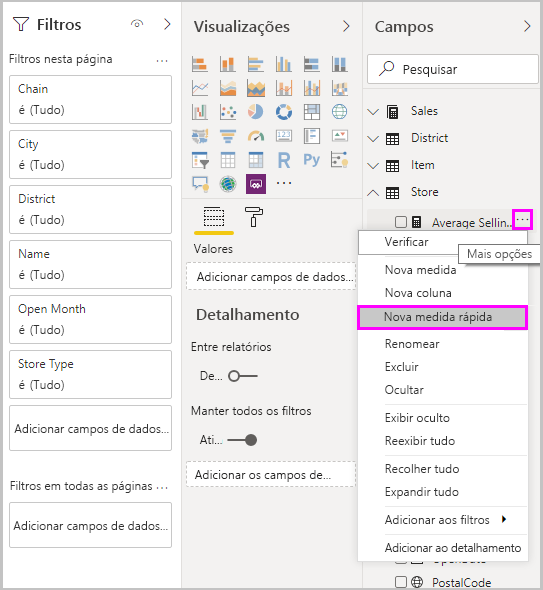 Filtros
Filtros nesta página
Chain
é (Tudo)
City
é (Tudo)
District
é (Tudo)
Name
é (Tudo)
Open Month
é (Tudo)
Store Type
é (Tudo)
Adicionar campos de dados...
Filtros em todas as páginas
Adicionar campos de dados...
Visualizações
123
R
Py
Valores
Adicionar campos de dados...
Detalhamento
Entre relatórios
De...
Manter todos os filtros
Ati...
Adicionar os campos de...
Campos
Pesquisar
Sales
District
Item
Store
Average Sellin...
Verificar
Mais opções
Nova medida
Nova coluna
Nova medida rápida
Renomear
Excluir
Ocultar
Exibir oculto
Reexibir tudo
Recolher tudo
Expandir tudo
Adicionar aos filtros
Adicionar ao detalhamento
PostalCode